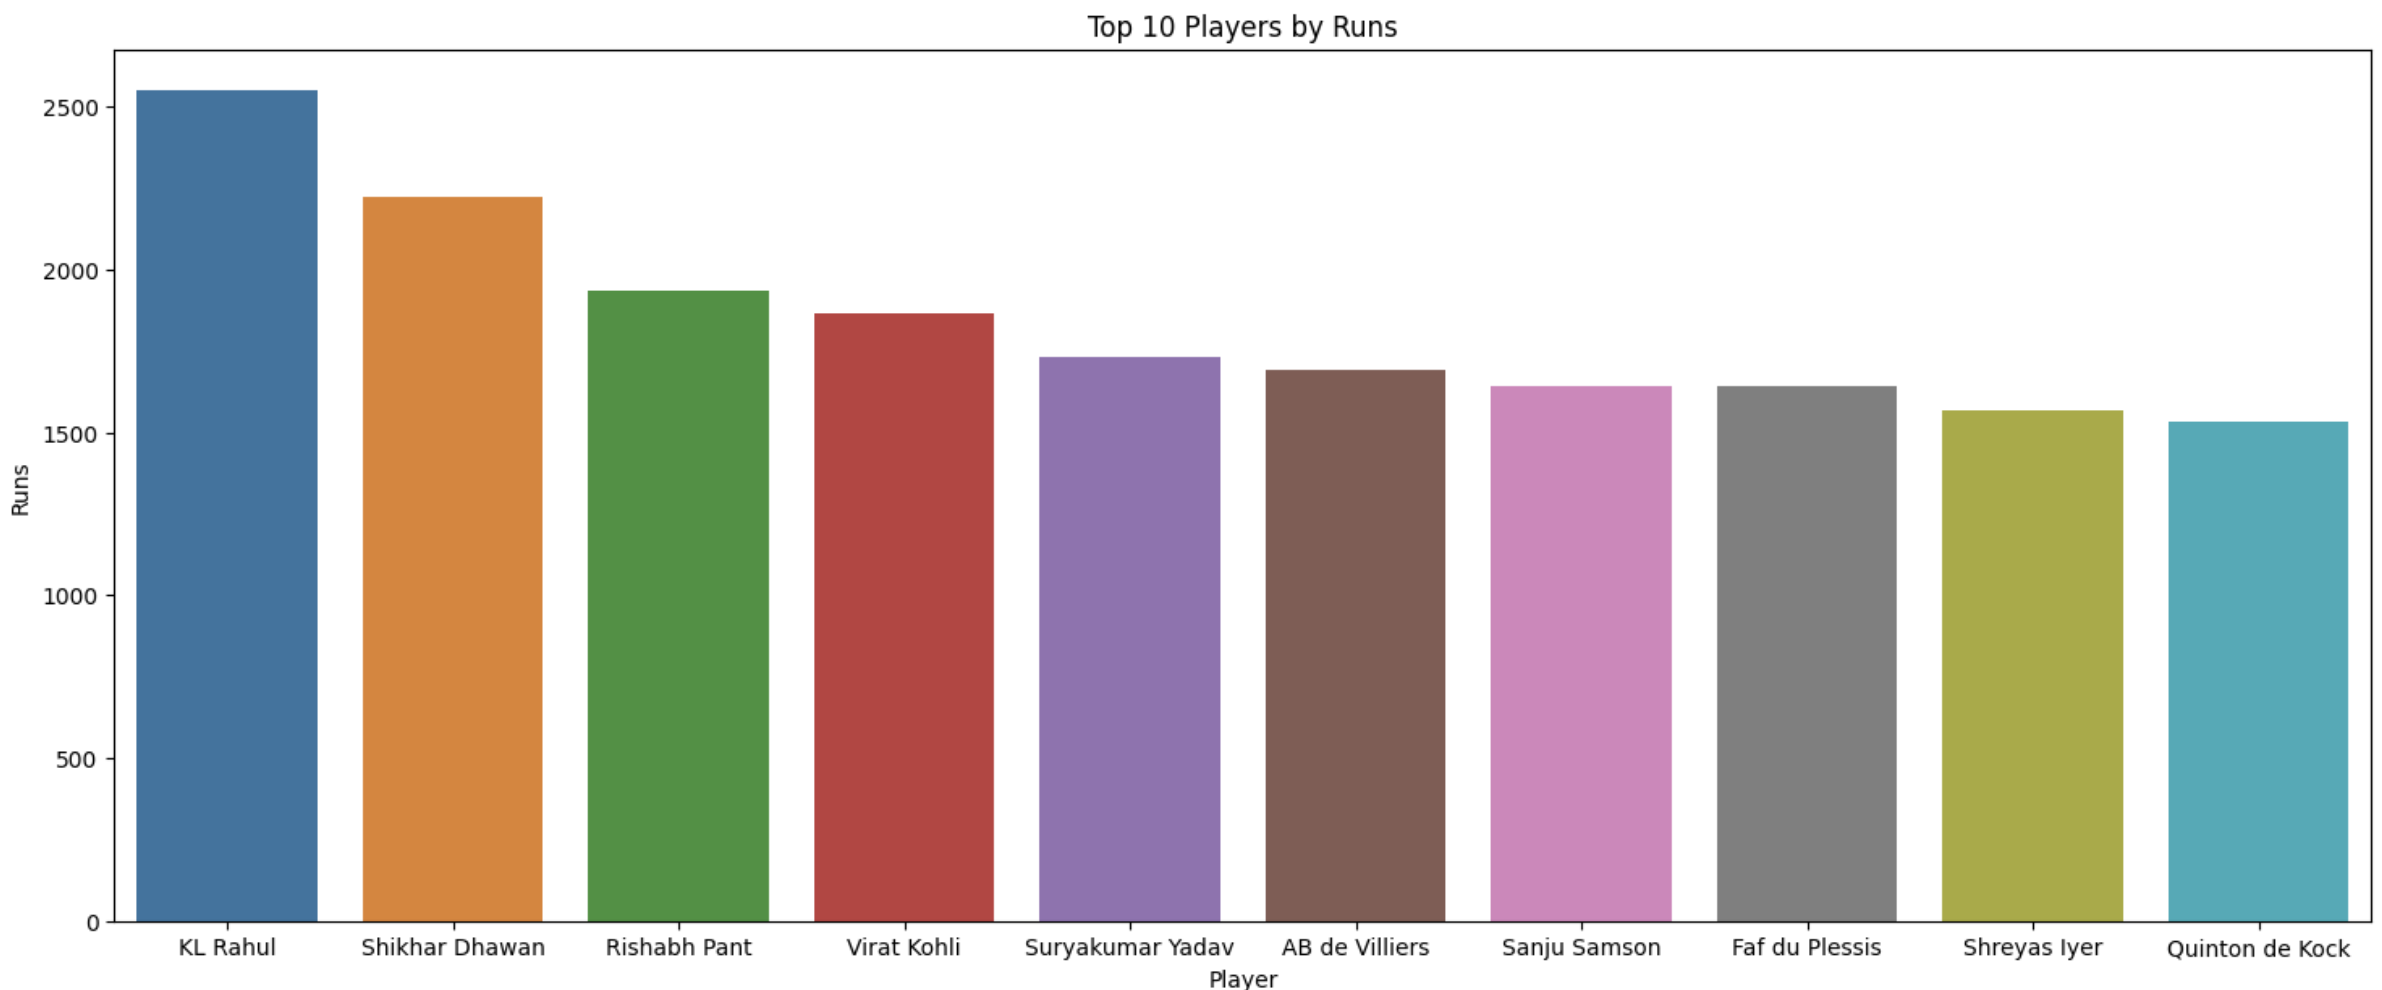 Top 10 Players by Runs
2500
2000
1500
1000
500
0
Runs
KL Rahul
Shikhar Dhawan
Rishabh Pant
Virat Kohli
Suryakumar Yadav
AB de Villiers
Sanju Samson
Faf du Plessis
Shreyas Iyer
Quinton de Kock
Player